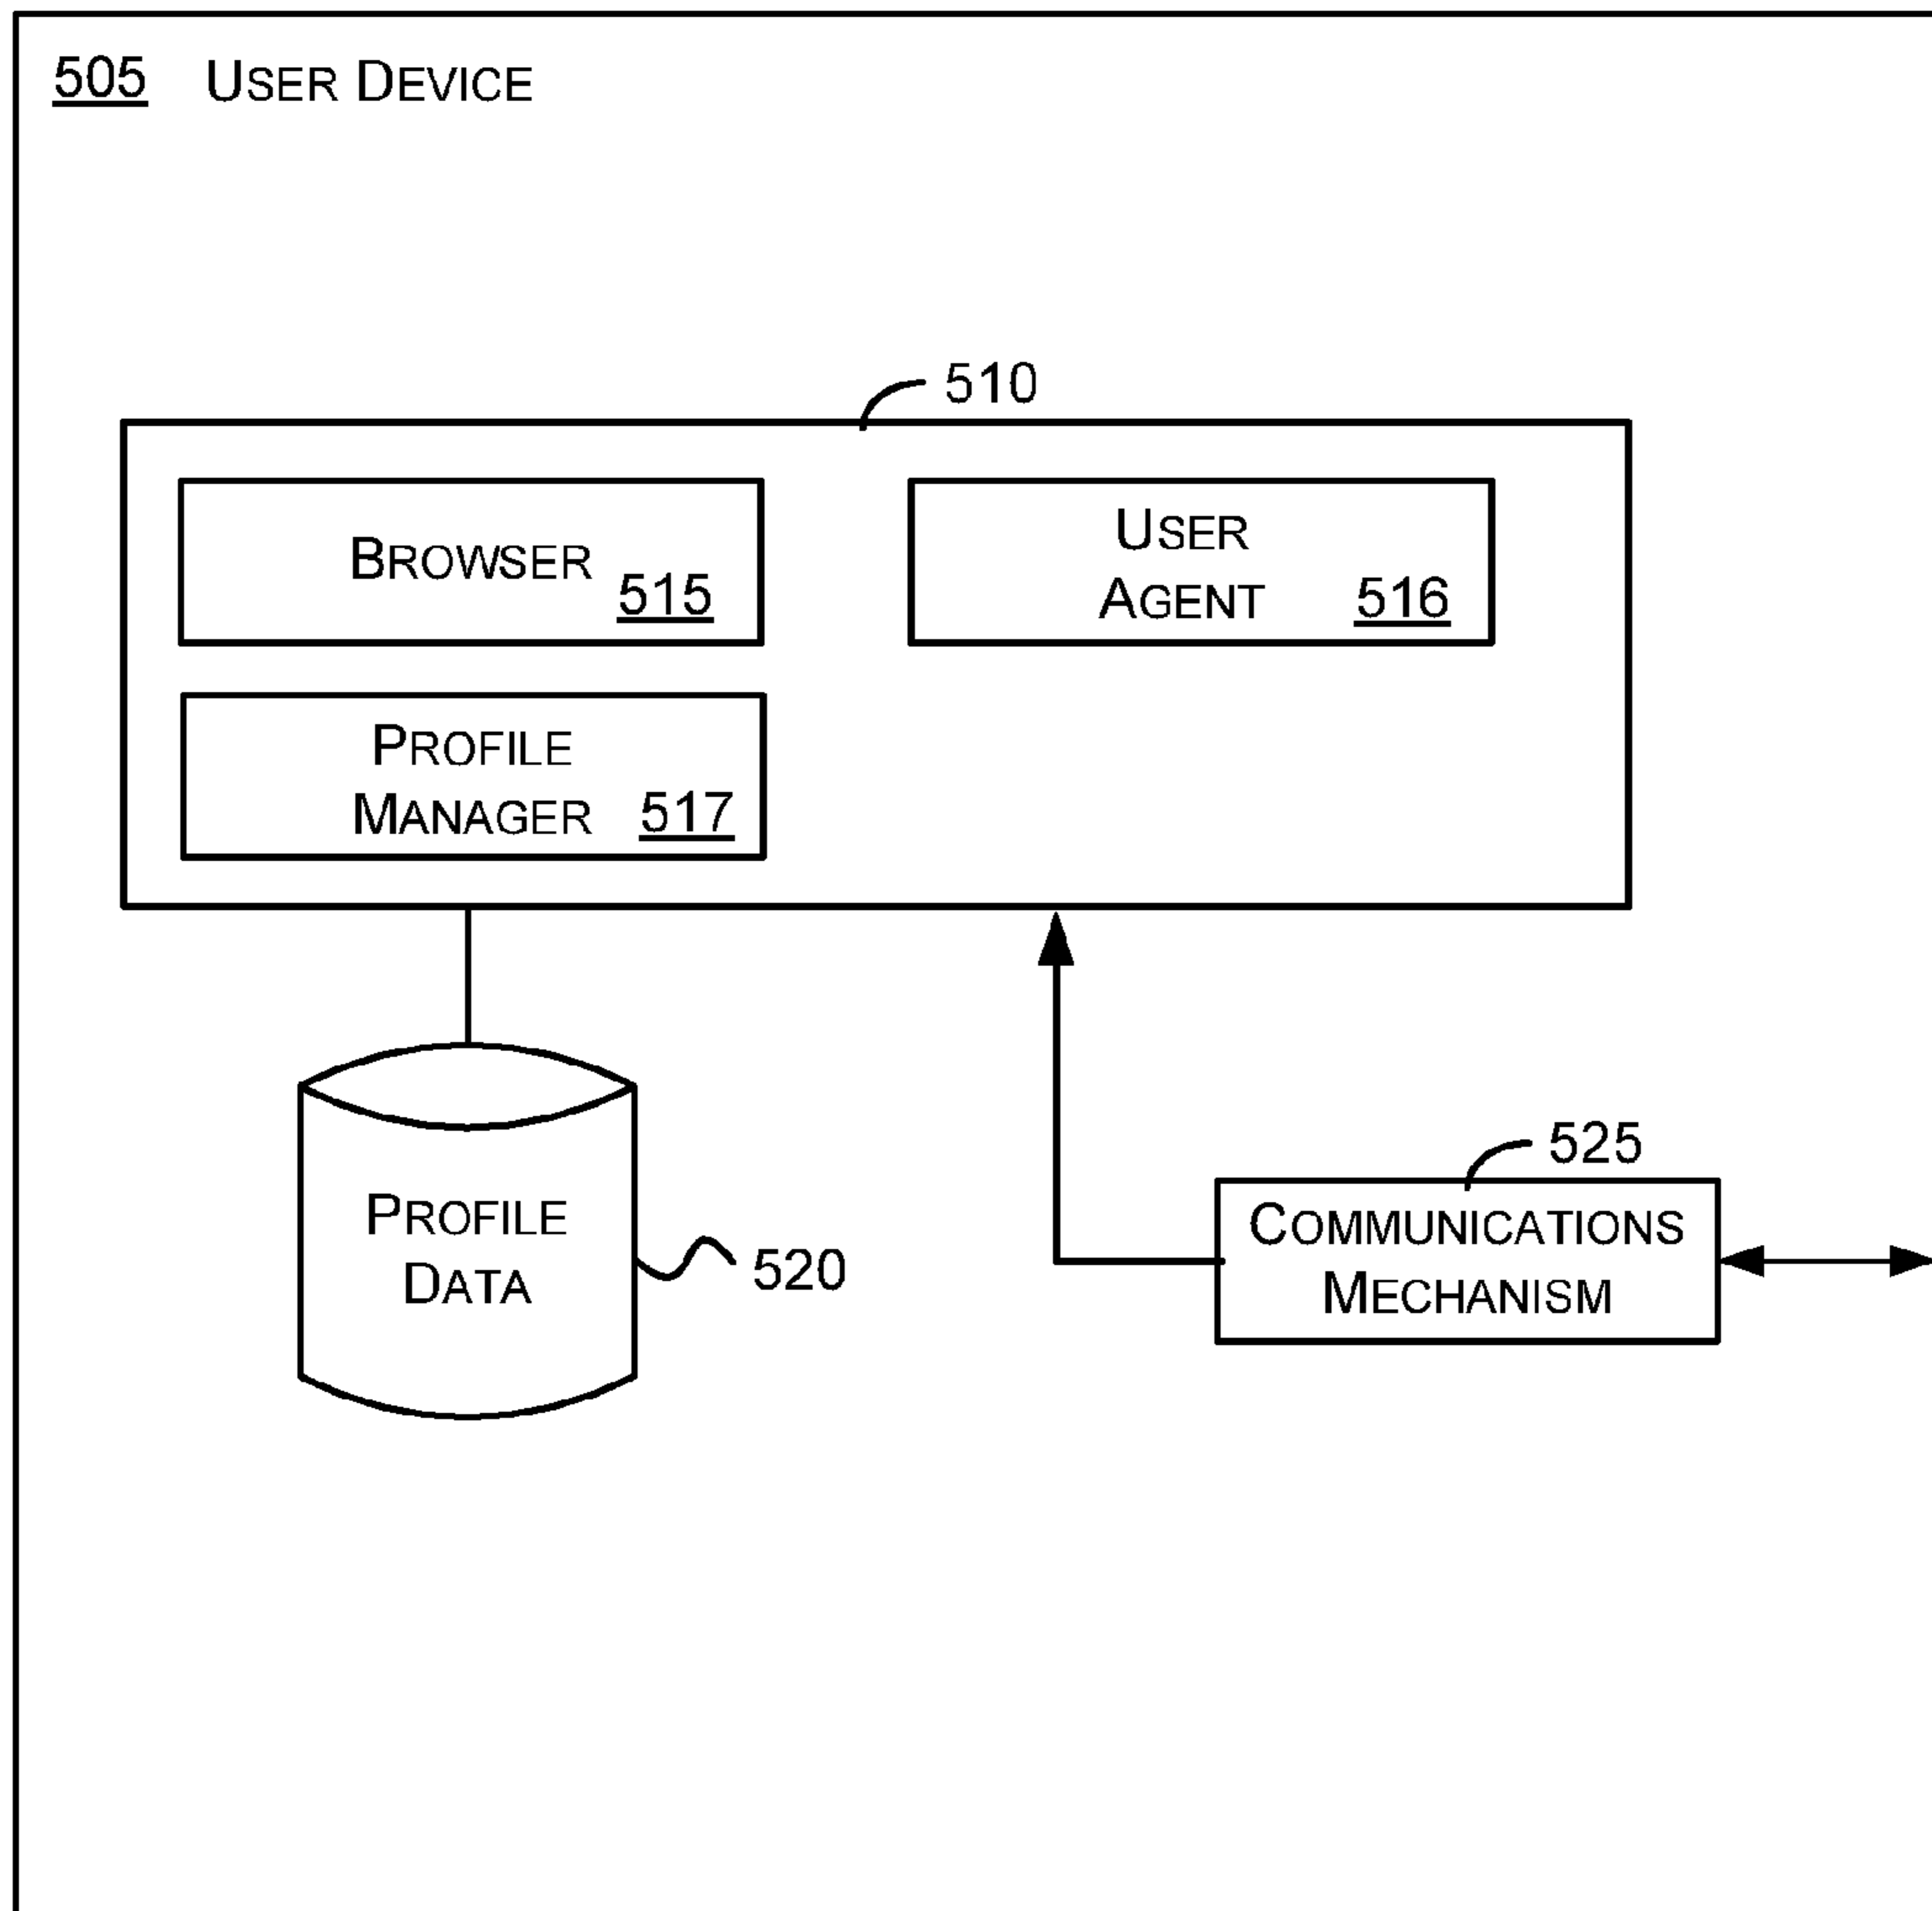 505 USER DEVICE
510
BROWSER 515
USER
AGENT 516
PROFILE
MANAGER 517
525
COMMUNICATIONS
MECHANISM
PROFILE
DATA
520